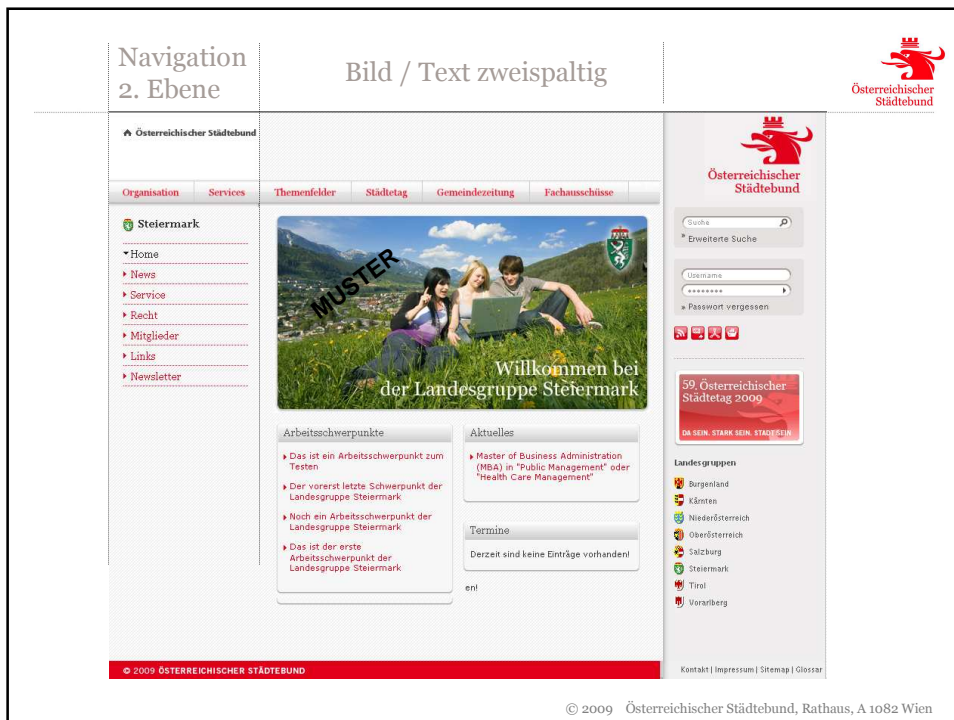 Navigation
2. Ebene
Bild / Text zweispaltig
Österreichischer
Städtebund
Österreichischer Städtebund
Österreichischer
Städtebund
Organisation
Services
Themenfelder
Städtetag
Gemeindezeitung
Fachausschüsse
Steiermark
Home
News
Service
Recht
Mitglieder
Links
Newsletter
MUSTER
Willkommen bei
der Landesgruppe Steiermark
Arbeitsschwerpunkte
Das ist ein Arbeitsschwerpunkt zum
Testen
Der vorerst letzte Schwerpunkt der
Landesgruppe Steiermark
Noch ein Arbeitsschwerpunkt der
Landesgruppe Steiermark
Das ist der erste
Arbeitsschwerpunkt der
Landesgruppe Steiermark
Aktuelles
Master of Business Administration
(MBA) in "Public Management" oder
"Health Care Management"
Termine
Derzeit sind keine Einträge vorhanden!
en!
Suche
» Erweiterte Suche
Username
••••••••
» Passwort vergessen
59. Österreichischer
Städtetag 2009
DA SEIN. STARK SEIN. STADT SEIN
Landesgruppen
Burgenland
Kärnten
Niederösterreich
Oberösterreich
Salzburg
Steiermark
Tirol
Vorarlberg
© 2009 ÖSTERREICHISCHER STÄDTEBUND
Kontakt | Impressum | Sitemap | Glossar
© 2009 Österreichischer Städtebund, Rathaus, A 1082 Wien